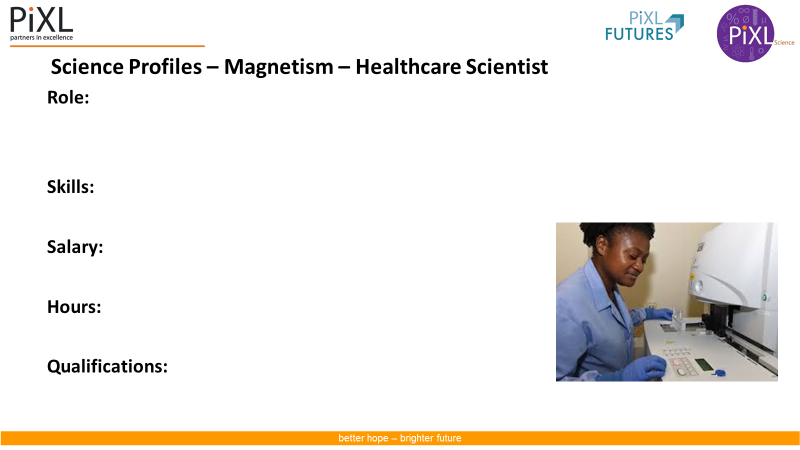 PiXL
partners in excellence
PiXL
FUTURES
PiXL
Science
Science Profiles – Magnetism – Healthcare Scientist
Role:
Skills:
Salary:
Hours:
Qualifications:
better hope – brighter future